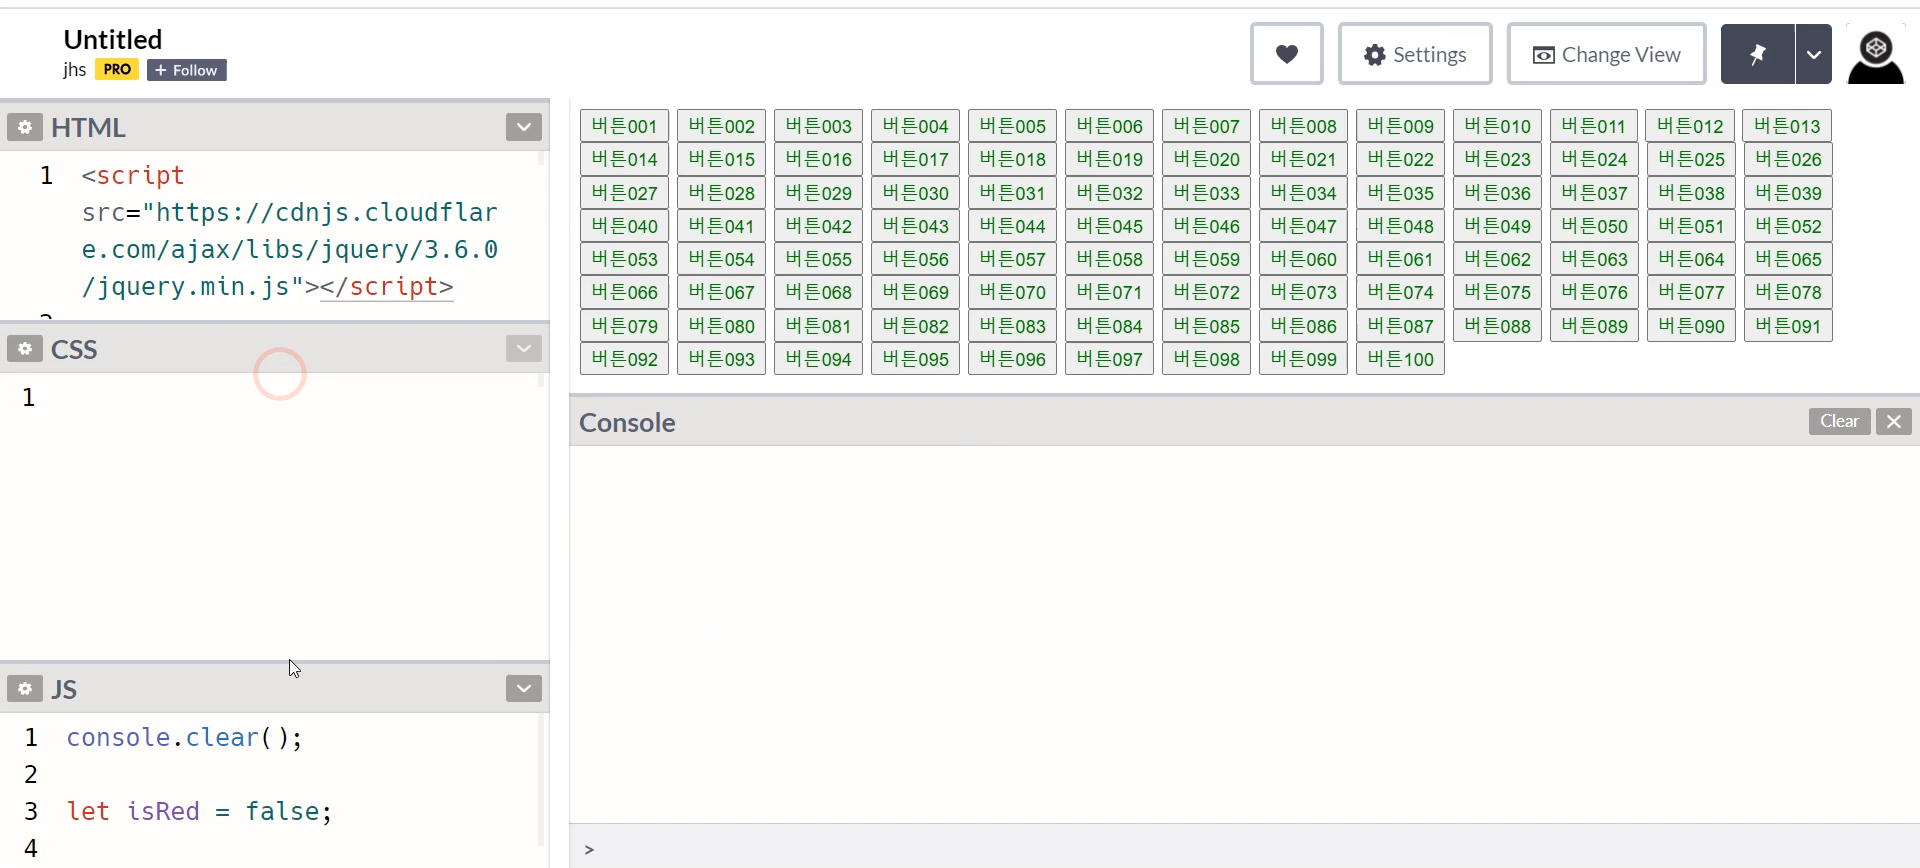 Untitled
jhs PRO + Follow
Settings
Change View
HTML
1 <script
src="https://cdnjs.cloudflar
e.com/ajax/libs/jquery/3.6.0
/jquery.min.js"></script>
CSS
1
JS
1 console.clear();
2
3 let isRed = false;
4
버튼001 버튼002 버튼003 버튼004 버튼005 버튼006 버튼007 버튼008 버튼009 버튼010 버튼011 버튼012 버튼013
버튼014 버튼015 버튼016 버튼017 버튼018 버튼019 버튼020 버튼021 버튼022 버튼023 버튼024 버튼025 버튼026
버튼027 버튼028 버튼029 버튼030 버튼031 버튼032 버튼033 버튼034 버튼035 버튼036 버튼037 버튼038 버튼039
버튼040 버튼041 버튼042 버튼043 버튼044 버튼045 버튼046 버튼047 버튼048 버튼049 버튼050 버튼051 버튼052
버튼053 버튼054 버튼055 버튼056 버튼057 버튼058 버튼059 버튼060 버튼061 버튼062 버튼063 버튼064 버튼065
버튼066 버튼067 버튼068 버튼069 버튼070 버튼071 버튼072 버튼073 버튼074 버튼075 버튼076 버튼077 버튼078
버튼079 버튼080 버튼081 버튼082 버튼083 버튼084 버튼085 버튼086 버튼087 버튼088 버튼089 버튼090 버튼091
버튼092 버튼093 버튼094 버튼095 버튼096 버튼097 버튼098 버튼099 버튼100
Console
Clear
>